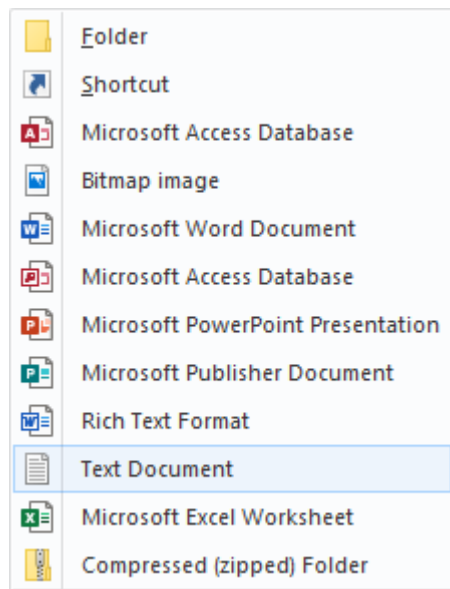 Folder
Shortcut
Microsoft Access Database
Bitmap image
Microsoft Word Document
Microsoft Access Database
Microsoft PowerPoint Presentation
Microsoft Publisher Document
Rich Text Format
Text Document
Microsoft Excel Worksheet
Compressed (zipped) Folder